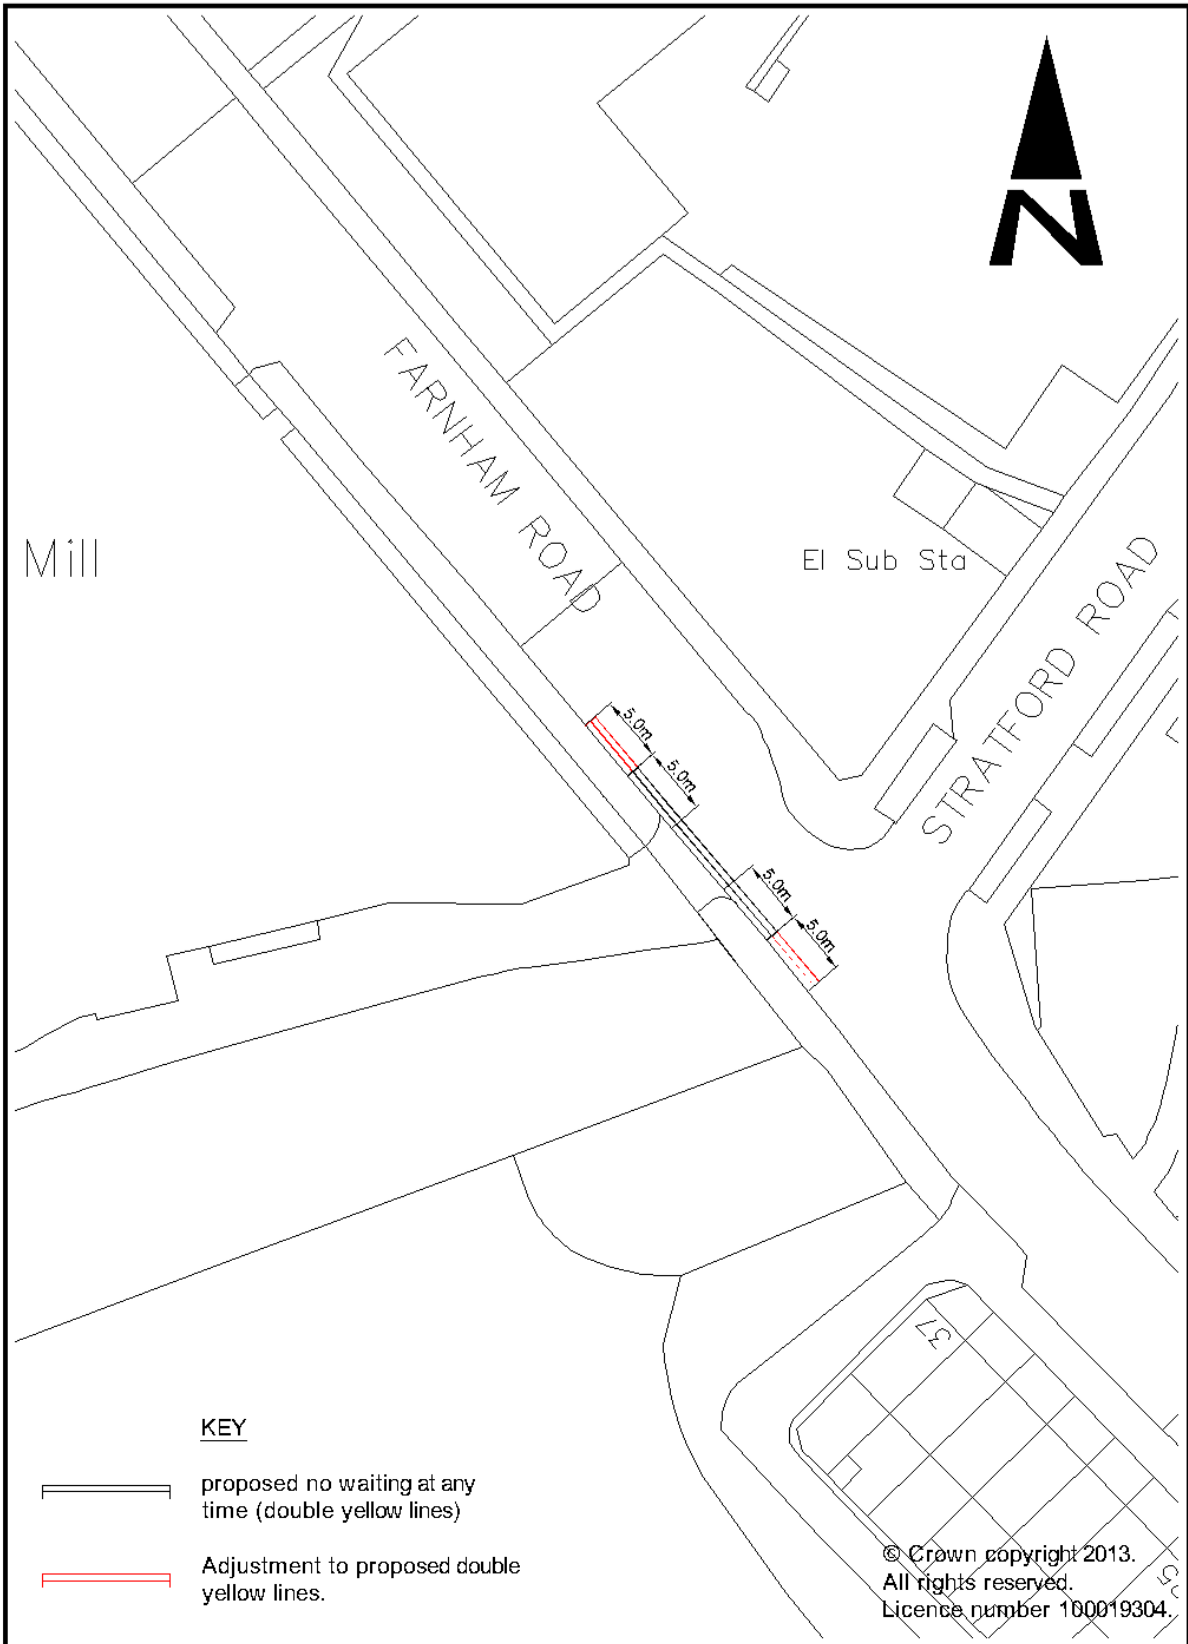 N
FARNHAM ROAD
Mill
El Sub Sta
STRATFORD ROAD
5.0m
5.0m
5.0m
5.0m
37
KEY
proposed no waiting at any
time (double yellow lines)
Adjustment to proposed double
yellow lines.
© Crown copyright 2013.
All rights reserved.
Licence number 100019304.